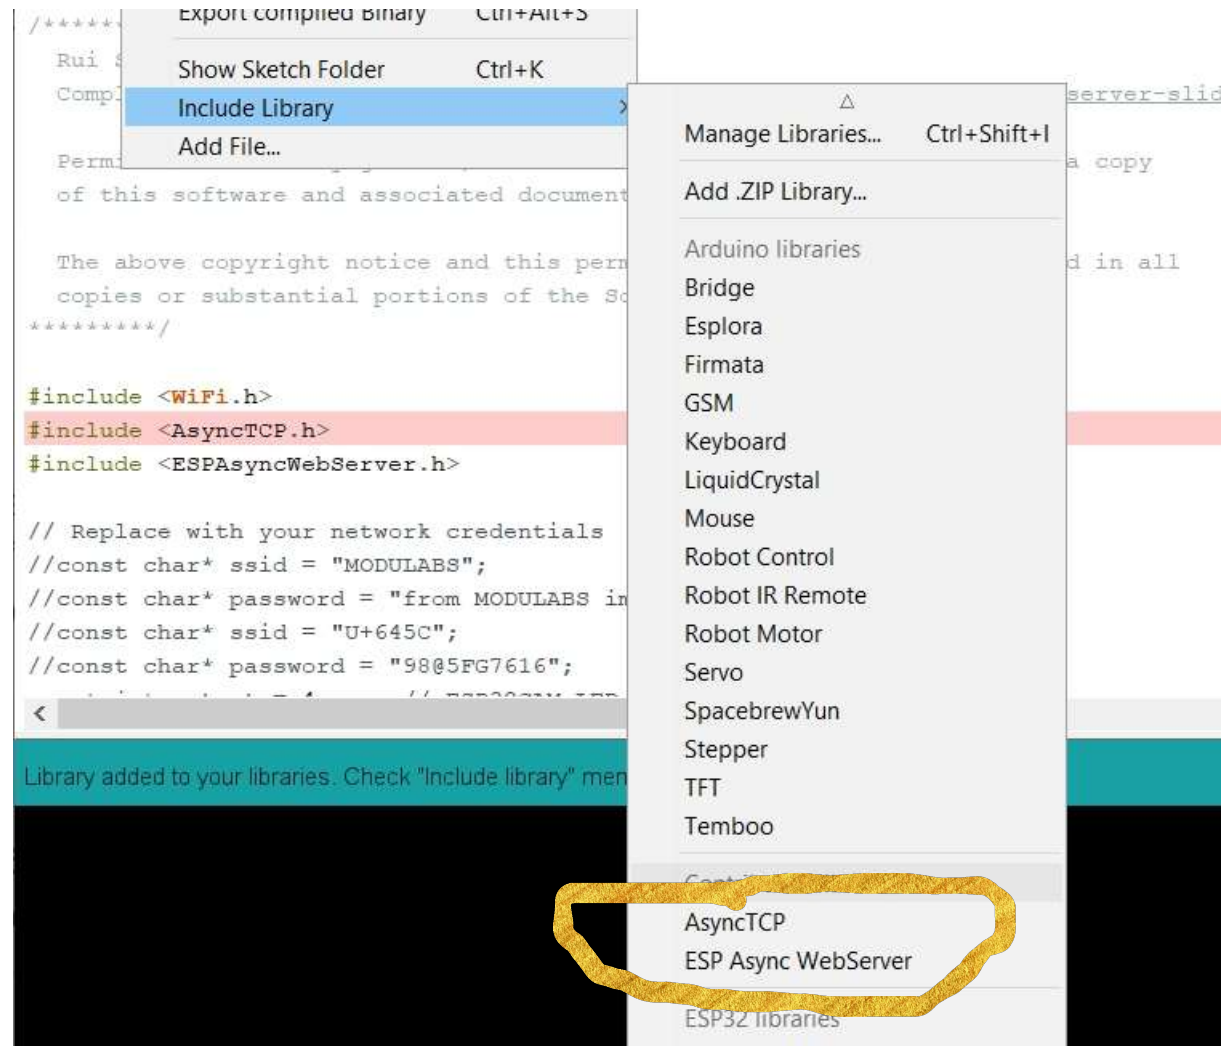 /******
Export compiled Binary Ctrl+Alt+S
Rui
Show Sketch Folder Ctrl+K
Compl
Include Library
server-slid
Add File...
Perm
a copy
of this software and associated document
The above copyright notice and this perm
d in all
copies or substantial portions of the So
*********/
#include <WiFi.h>
#include <AsyncTCP.h>
#include <ESPAsyncWebServer.h>
// Replace with your network credentials
//const char* ssid = "MODULABS";
//const char* password = "from MODULABS in
//const char* ssid = "U+645C";
//const char* password = "98@5FG7616";
Library added to your libraries. Check "Include library" men
Manage Libraries... Ctrl+Shift+I
Add .ZIP Library...
Arduino libraries
Bridge
Esplora
Firmata
GSM
Keyboard
LiquidCrystal
Mouse
Robot Control
Robot IR Remote
Robot Motor
Servo
SpacebrewYun
Stepper
TFT
Temboo
AsyncTCP
ESP Async WebServer
ESP32 libraries